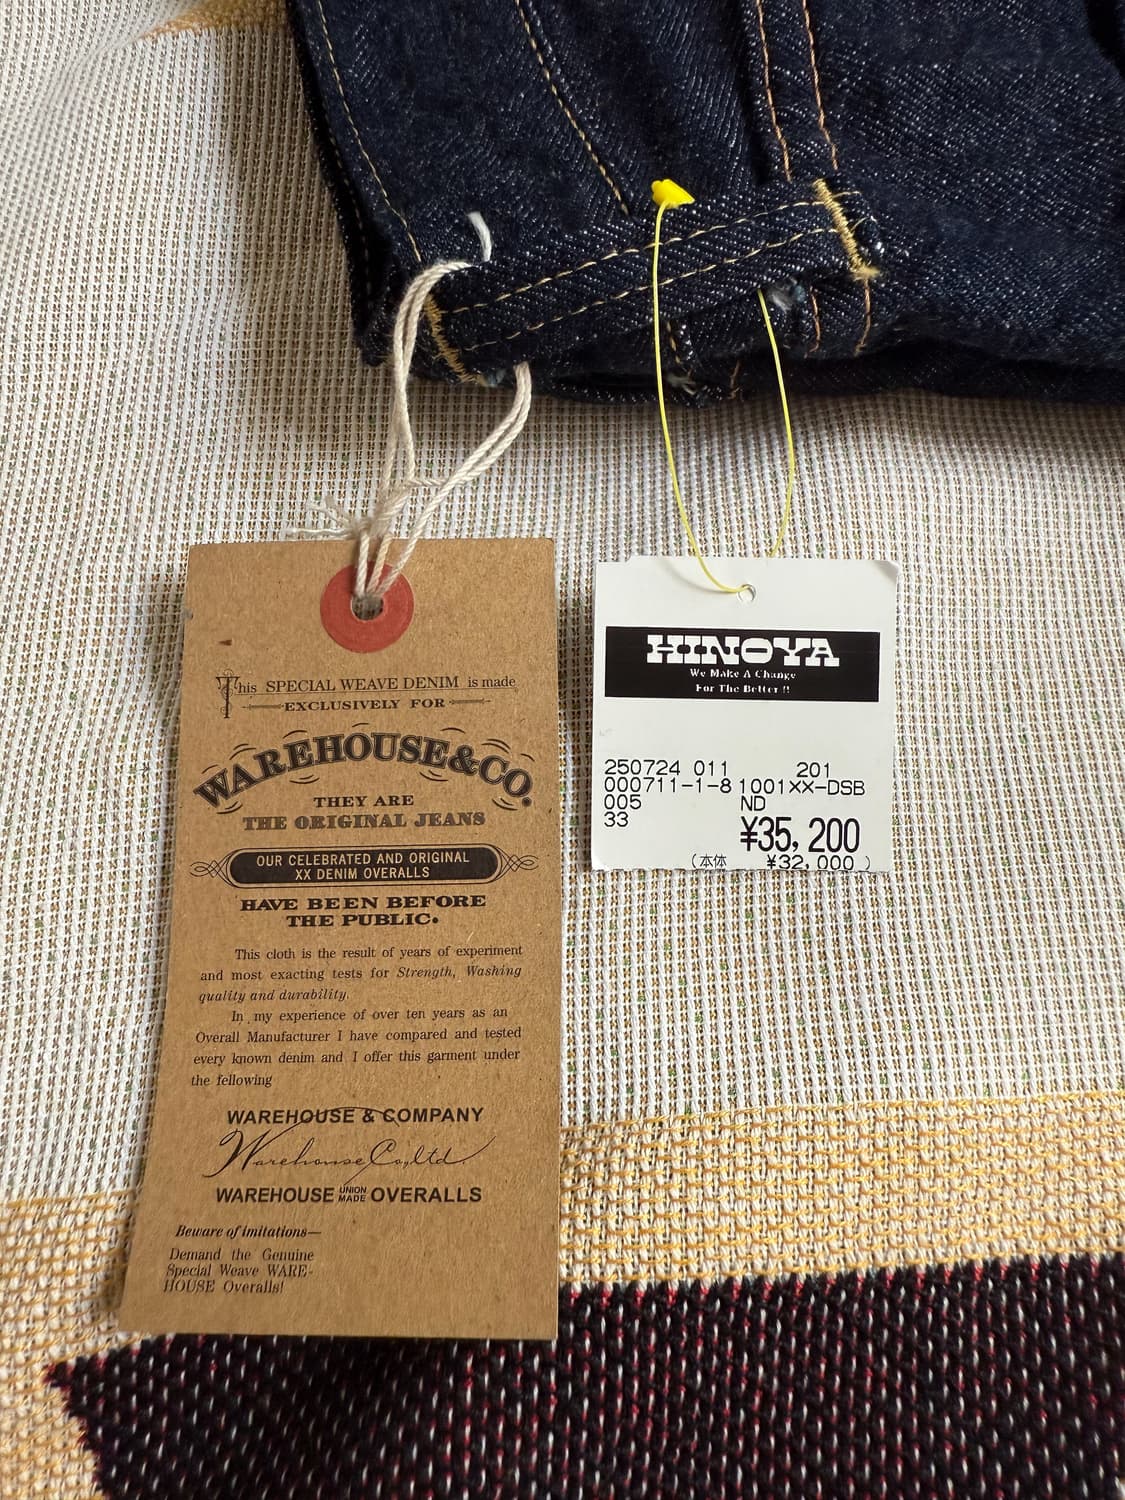 This SPECIAL WEAVE DENIM is made
EXCLUSIVELY FOR
WAREHOUSE&CO.
THEY ARE
THE ORIGINAL JEANS
OUR CELEBRATED AND ORIGINAL
XX DENIM OVERALLS
HAVE BEEN BEFORE
THE PUBLIC.
This cloth is the result of years of experiment
and most exacting tests for Strength, Washing
quality and durability.
In my experience of over ten years as an
Overall Manufacturer I have compared and tested
every known denim and I offer this garment under
the fellowing
WAREHOUSE & COMPANY
Warehouse Co,ltd.
WAREHOUSE UNION MADE OVERALLS
Beware of imitations—
Demand the Genuine
Special Weave WARE-
HOUSE Overalls!
HINOYA
We Make A Change
For The Better !!
250724 011 201
000711-1-8 1001××-DSB
005 ND
33
¥35,200
(本体 ¥32,000)